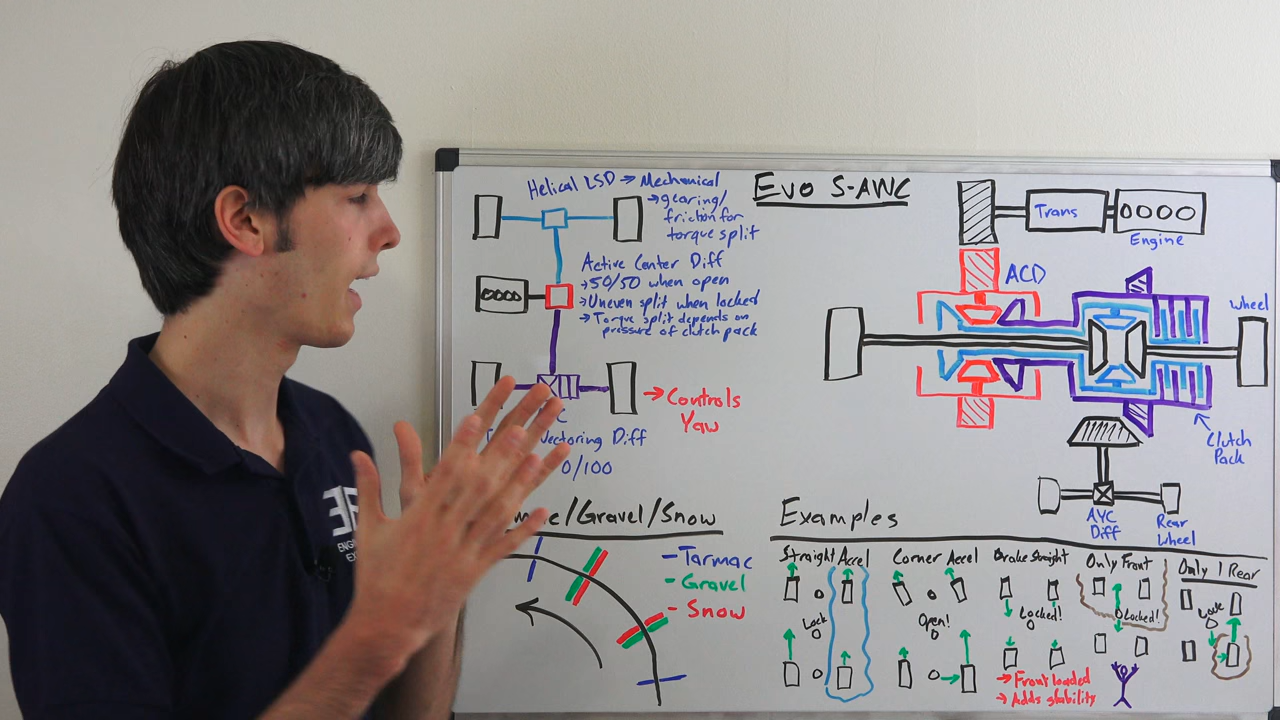 Evo S-AWC
Helical LSD → Mechanical
→ gearing/
friction for
torque split
Active Center Diff
→ 50/50 when open
→ Uneven split when locked
→ Torque split depends on
pressure of clutch pack
→ Controls
Yaw
Vectoring Diff
0/100
/Gravel/Snow
- Tarmac
- Gravel
- Snow
Trans
Engine
ACD
Wheel
Clutch
Pack
AYC
Diff
Rear
Wheel
Examples
Straight Accel
Lock
Corner Accel
Open!
Brake Straight
Locked!
→ Front loaded
→ Adds stability
Only Front
Locked!
Only 1 Rear